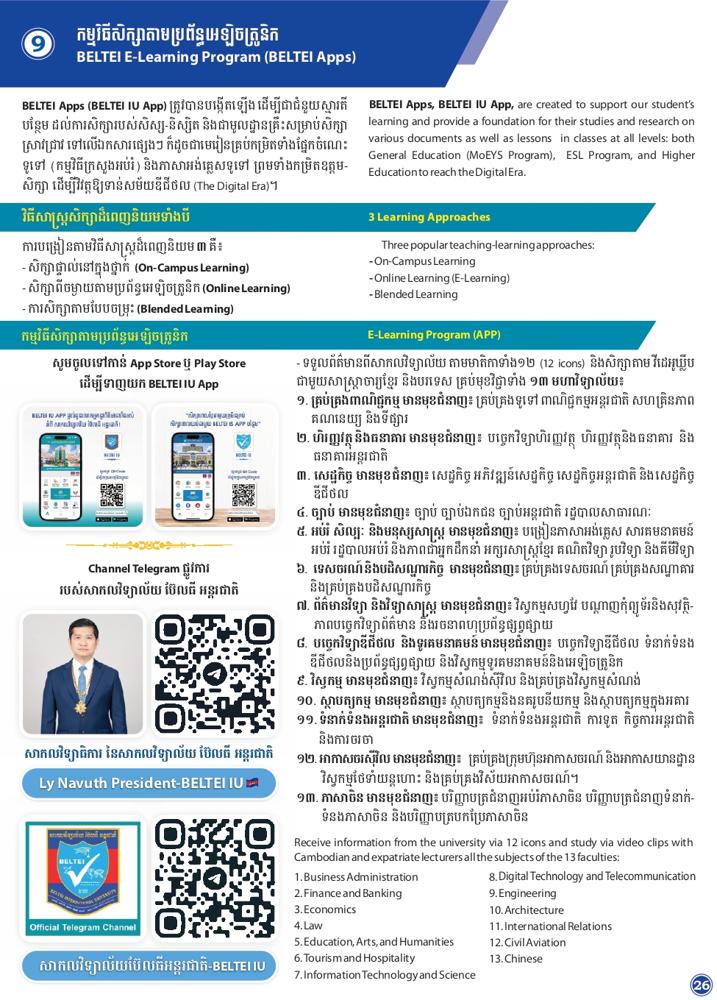 9
កម្មវិធីសិក្សាតាមប្រព័ន្ធអេឡិចត្រូនិក
BELTEI E-Learning Program (BELTEI Apps)
BELTEI Apps (BELTEI IU App) ត្រូវបានបង្កើតឡើង ដើម្បីជាជំនួយស្មារតី
បន្ថែម ដល់ការសិក្សារបស់សិស្ស-និស្សិត និងជាមូលដ្ឋានគ្រឹះសម្រាប់សិក្សា
ស្រាវជ្រាវ ទៅលើឯកសារផ្សេងៗ ក៏ដូចជាមេរៀនគ្រប់កម្រិតទាំងផ្នែកចំណេះ
ទូទៅ (កម្មវិធីក្រសួងអប់រំ) និងភាសាអង់គ្លេសទូទៅ ព្រមទាំងកម្រិតឧត្តម-
សិក្សា ដើម្បីវិវត្តឱ្យទាន់សម័យឌីជីថល (The Digital Era)។
BELTEI Apps, BELTEI IU App, are created to support our student's
learning and provide a foundation for their studies and research on
various documents as well as lessons in classes at all levels: both
General Education (MoEYS Program), ESL Program, and Higher
Education to reach the Digital Era.
វិធីសាស្ត្រសិក្សាដ៏ពេញនិយមទាំងបី
3 Learning Approaches
ការបង្រៀនតាមវិធីសាស្ត្រដ៏ពេញនិយម ៣ គឺ៖
- សិក្សាផ្ទាល់នៅក្នុងថ្នាក់ (On-Campus Learning)
- សិក្សាពីចម្ងាយតាមប្រព័ន្ធអេឡិចត្រូនិក (Online Learning)
- ការសិក្សាតាមបែបចម្រុះ (Blended Learning)
Three popular teaching-learning approaches:
- On-Campus Learning
- Online Learning (E-Learning)
- Blended Learning
កម្មវិធីសិក្សាតាមប្រព័ន្ធអេឡិចត្រូនិក
E-Learning Program (APP)
សូមចូលទៅកាន់ App Store ឬ Play Store
ដើម្បីទាញយក BELTEI IU App
Channel Telegram ផ្លូវការ
របស់សាកលវិទ្យាល័យ ប៊ែលធី អន្តរជាតិ
សាកលវិទ្យាធិការ នៃសាកលវិទ្យាល័យ ប៊ែលធី អន្តរជាតិ
Ly Navuth President-BELTEI IU
BELTEI
Official Telegram Channel
សាកលវិទ្យាល័យប៊ែលធីអន្តរជាតិ-BELTEI IU
- ទទួលព័ត៌មានពីសាកលវិទ្យាល័យ តាមមាតិកាទាំង១២ (12 icons) និងសិក្សាតាម វីដេអូឃ្លីប
ជាមួយសាស្ត្រាចារ្យខ្មែរ និងបរទេស គ្រប់មុខវិជ្ជាទាំង ១៣ មហាវិទ្យាល័យ៖
១. គ្រប់គ្រងពាណិជ្ជកម្ម មានមុខជំនាញ៖ គ្រប់គ្រងទូទៅ ពាណិជ្ជកម្មអន្តរជាតិ សហគ្រិនភាព
គណនេយ្យ និងទីផ្សារ
២. ហិរញ្ញវត្ថុ និងធនាគារ មានមុខជំនាញ៖ បច្ចេកវិទ្យាហិរញ្ញវត្ថុ ហិរញ្ញវត្ថុនិងធនាគារ និង
ធនាគារអន្តរជាតិ
៣. សេដ្ឋកិច្ច មានមុខជំនាញ៖ សេដ្ឋកិច្ច អភិវឌ្ឍន៍សេដ្ឋកិច្ច សេដ្ឋកិច្ចអន្តរជាតិ និងសេដ្ឋកិច្ច
ឌីជីថល
៤. ច្បាប់ មានមុខជំនាញ៖ ច្បាប់ ច្បាប់ឯកជន ច្បាប់អន្តរជាតិ រដ្ឋបាលសាធារណៈ
៥. អប់រំ សិល្បៈ និងមនុស្សសាស្ត្រ មានមុខជំនាញ៖ បង្រៀនភាសាអង់គ្លេស សារគមនាគមន៍
អប់រំ រដ្ឋបាលអប់រំ និងភាពជាអ្នកដឹកនាំ អក្សរសាស្ត្រខ្មែរ គណិតវិទ្យា រូបវិទ្យា និងគីមីវិទ្យា
៦. ទេសចរណ៍ និងបដិសណ្ឋារកិច្ច មានមុខជំនាញ៖ គ្រប់គ្រងទេសចរណ៍ គ្រប់គ្រងសណ្ឋាគារ
និងគ្រប់គ្រងបដិសណ្ឋារកិច្ច
៧. ព័ត៌មានវិទ្យា និងវិទ្យាសាស្ត្រ មានមុខជំនាញ៖ វិស្វកម្មសហ្វវែរ បណ្តាញកុំព្យូទ័រនិងសុវត្ថិ-
ភាពបច្ចេកវិទ្យាព័ត៌មាន និងរចនាពហុប្រព័ន្ធផ្សព្វផ្សាយ
៨. បច្ចេកវិទ្យាឌីជីថល និងទូរគមនាគមន៍ មានមុខជំនាញ៖ បច្ចេកវិទ្យាឌីជីថល ទំនាក់ទំនង
ឌីជីថលនិងប្រព័ន្ធផ្សព្វផ្សាយ និងវិស្វកម្មទូរគមនាគមន៍និងអេឡិចត្រូនិក
៩. វិស្វកម្ម មានមុខជំនាញ៖ វិស្វកម្មសំណង់ស៊ីវិល និងគ្រប់គ្រងវិស្វកម្មសំណង់
១០. ស្ថាបត្យកម្ម មានមុខជំនាញ៖ ស្ថាបត្យកម្មនិងនគរូបនីយកម្ម និងស្ថាបត្យកម្មក្នុងអគារ
១១. ទំនាក់ទំនងអន្តរជាតិ មានមុខជំនាញ៖ ទំនាក់ទំនងអន្តរជាតិ ការទូត កិច្ចការអន្តរជាតិ
និងការចរចា
១២. អាកាសចរស៊ីវិល មានមុខជំនាញ៖ គ្រប់គ្រងក្រុមហ៊ុនអាកាសចរណ៍ និងអាកាសយានដ្ឋាន
វិស្វកម្មថែទាំយន្តហោះ និងគ្រប់គ្រងវិស័យអាកាសចរណ៍។
១៣. ភាសាចិន មានមុខជំនាញ៖ បរិញ្ញាបត្រជំនាញអប់រំភាសាចិន បរិញ្ញាបត្រជំនាញទំនាក់-
ទំនងភាសាចិន និងបរិញ្ញាបត្របកប្រែភាសាចិន
Receive information from the university via 12 icons and study via video clips with
Cambodian and expatriate lecturers all the subjects of the 13 faculties:
1. Business Administration
2. Finance and Banking
3. Economics
4. Law
5. Education, Arts, and Humanities
6. Tourism and Hospitality
7. Information Technology and Science
8. Digital Technology and Telecommunication
9. Engineering
10. Architecture
11. International Relations
12. Civil Aviation
13. Chinese
26